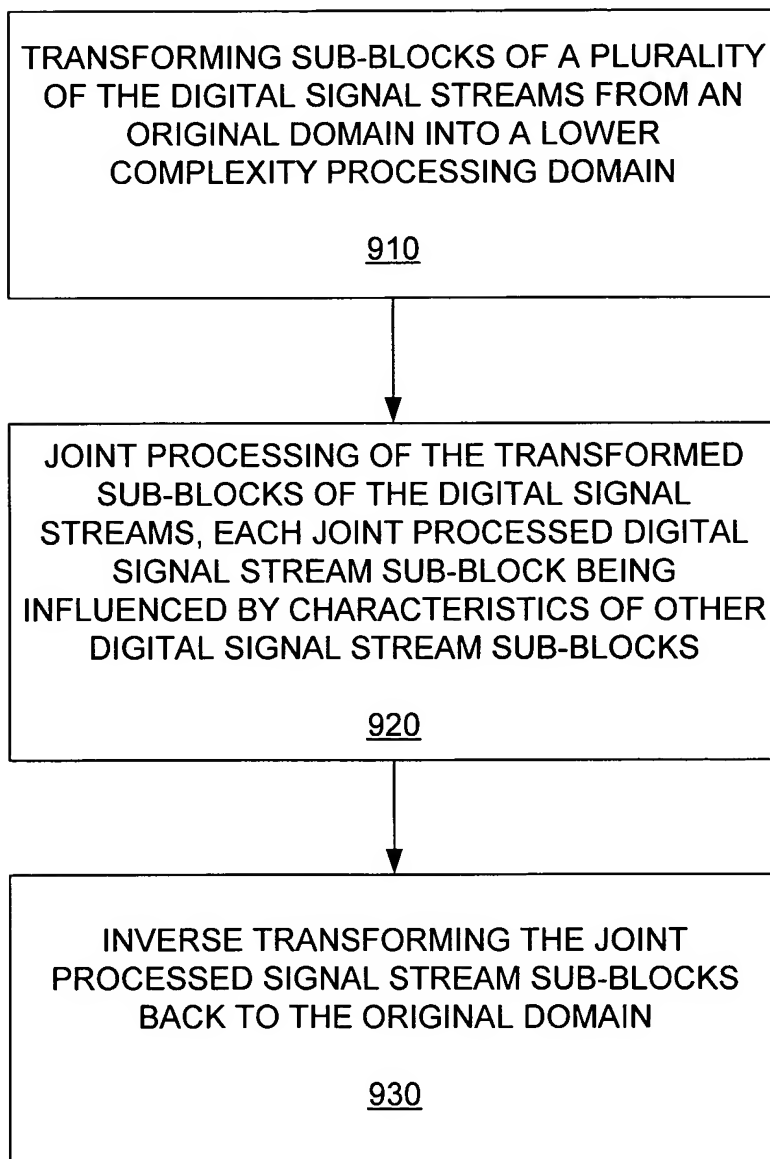 TRANSFORMING SUB-BLOCKS OF A PLURALITY
OF THE DIGITAL SIGNAL STREAMS FROM AN
ORIGINAL DOMAIN INTO A LOWER
COMPLEXITY PROCESSING DOMAIN
910
JOINT PROCESSING OF THE TRANSFORMED
SUB-BLOCKS OF THE DIGITAL SIGNAL
STREAMS, EACH JOINT PROCESSED DIGITAL
SIGNAL STREAM SUB-BLOCK BEING
INFLUENCED BY CHARACTERISTICS OF OTHER
DIGITAL SIGNAL STREAM SUB-BLOCKS
920
INVERSE TRANSFORMING THE JOINT
PROCESSED SIGNAL STREAM SUB-BLOCKS
BACK TO THE ORIGINAL DOMAIN
930